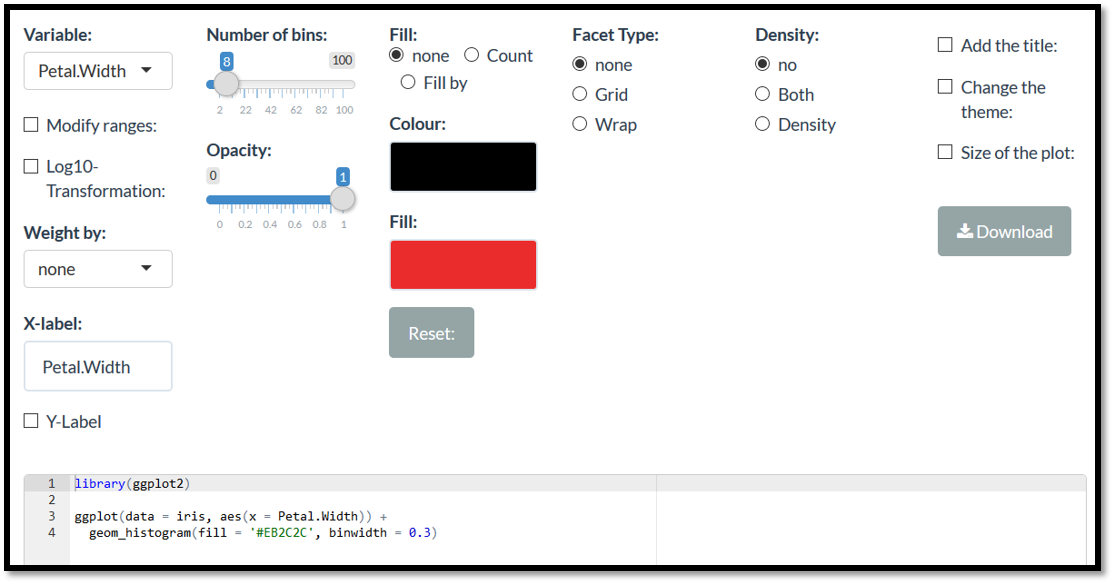 Variable:
Petal.Width
Modify ranges:
Log10-
Transformation:
Weight by:
none
X-label:
Petal.Width
Y-Label
Number of bins:
8
100
2 22 42 62 82 100
Opacity:
0
1
0 0.2 0.4 0.6 0.8 1
Fill:
none Count
Fill by
Colour:
Fill:
Reset:
Facet Type:
none
Grid
Wrap
Density:
no
Both
Density
Add the title:
Change the
theme:
Size of the plot:
Download
1 library(ggplot2)
2
3 ggplot(data = iris, aes(x = Petal.Width)) +
4   geom_histogram(fill = '#EB2C2C', binwidth = 0.3)